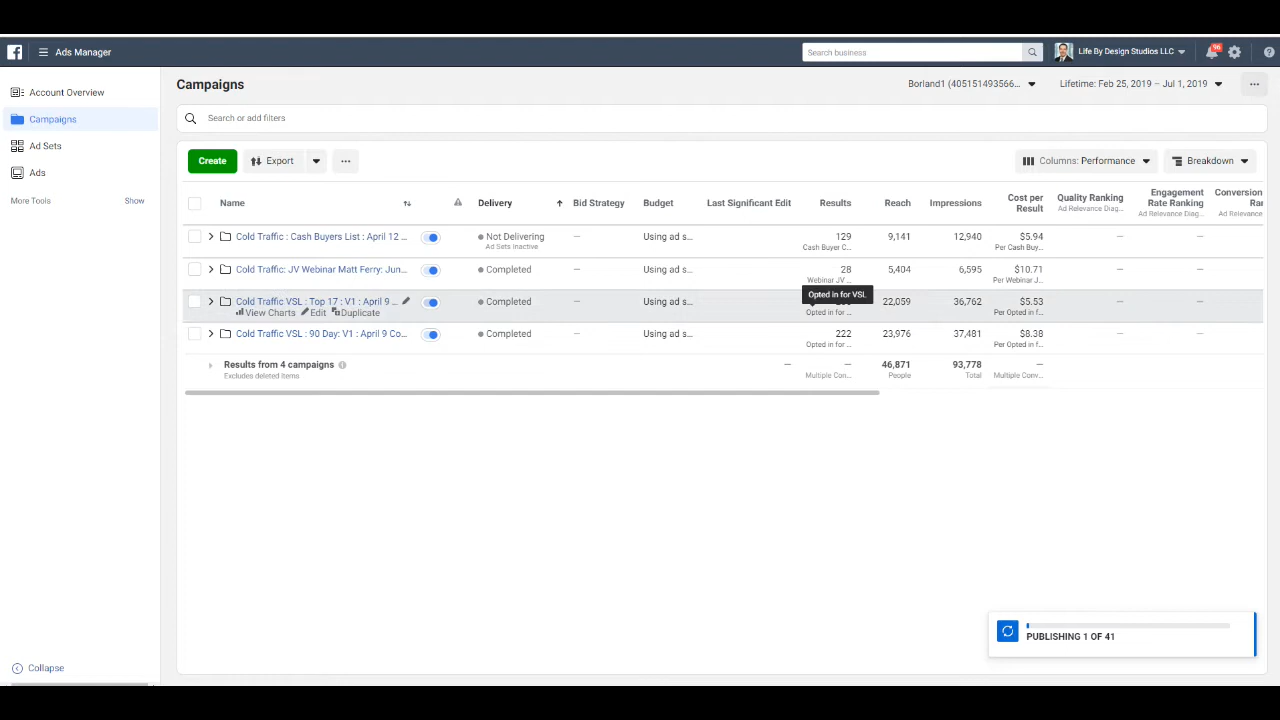 Ads Manager
Search business
Life By Design Studios LLC
96
Account Overview
Campaigns
Ad Sets
Ads
More Tools
Show
Collapse
Campaigns
Borland1 (405151493566...
Lifetime: Feb 25, 2019 – Jul 1, 2019
Search or add filters
Create
Export
Columns: Performance
Breakdown
Name
Delivery
Bid Strategy
Budget
Last Significant Edit
Results
Reach
Impressions
Cost per
Result
Quality Ranking
Ad Relevance Diag...
Engagement
Rate Ranking
Ad Relevance Diag...
Conversion
Ad Relevance
Cold Traffic : Cash Buyers List : April 12 ...
Not Delivering
Ad Sets Inactive
—
Using ad s...
129
Cash Buyer C...
9,141
12,940
$5.94
Per Cash Buy...
—
—
Cold Traffic: JV Webinar Matt Ferry: Jun...
Completed
—
Using ad s...
28
Webinar JV ...
5,404
6,595
$10.71
Per Webinar J...
—
—
Opted in for VSL
Cold Traffic VSL : Top 17 : V1 : April 9 ...
View Charts
Edit
Duplicate
Completed
—
Using ad s...
Opted in for ...
22,059
36,762
$5.53
Per Opted in f...
—
—
Cold Traffic VSL : 90 Day: V1 : April 9 Co...
Completed
—
Using ad s...
222
Opted in for ...
23,976
37,481
$8.38
Per Opted in f...
—
—
Results from 4 campaigns
Excludes deleted items
—
—
Multiple Con...
46,871
People
93,778
Total
—
Multiple Conv...
PUBLISHING 1 OF 41